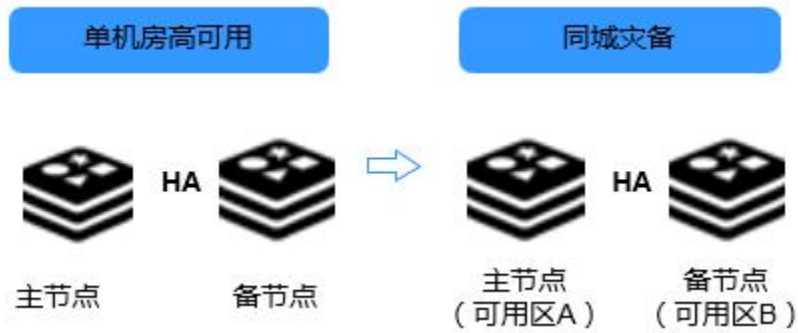 单机房高可用
同城灾备
HA
HA
主节点
备节点
主节点
（可用区A）
备节点
（可用区B）